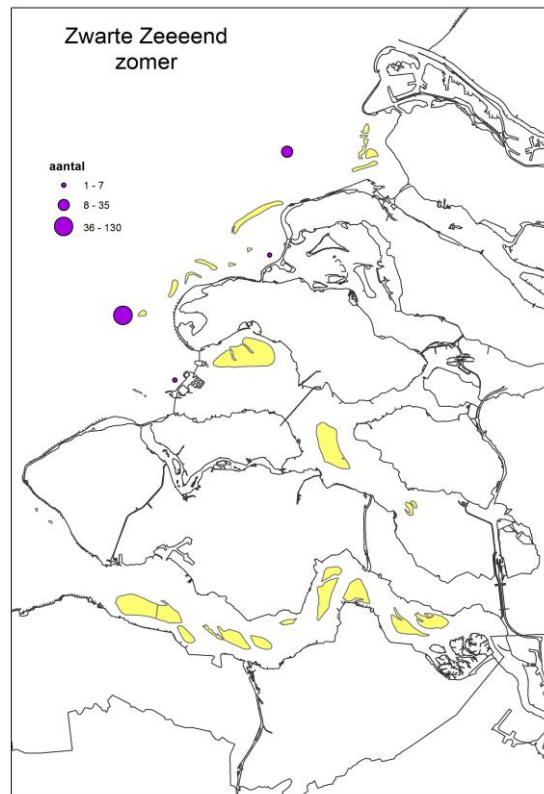 Zwarte Zeeeend
zomer
aantal
1 - 7
8 - 35
36 - 130